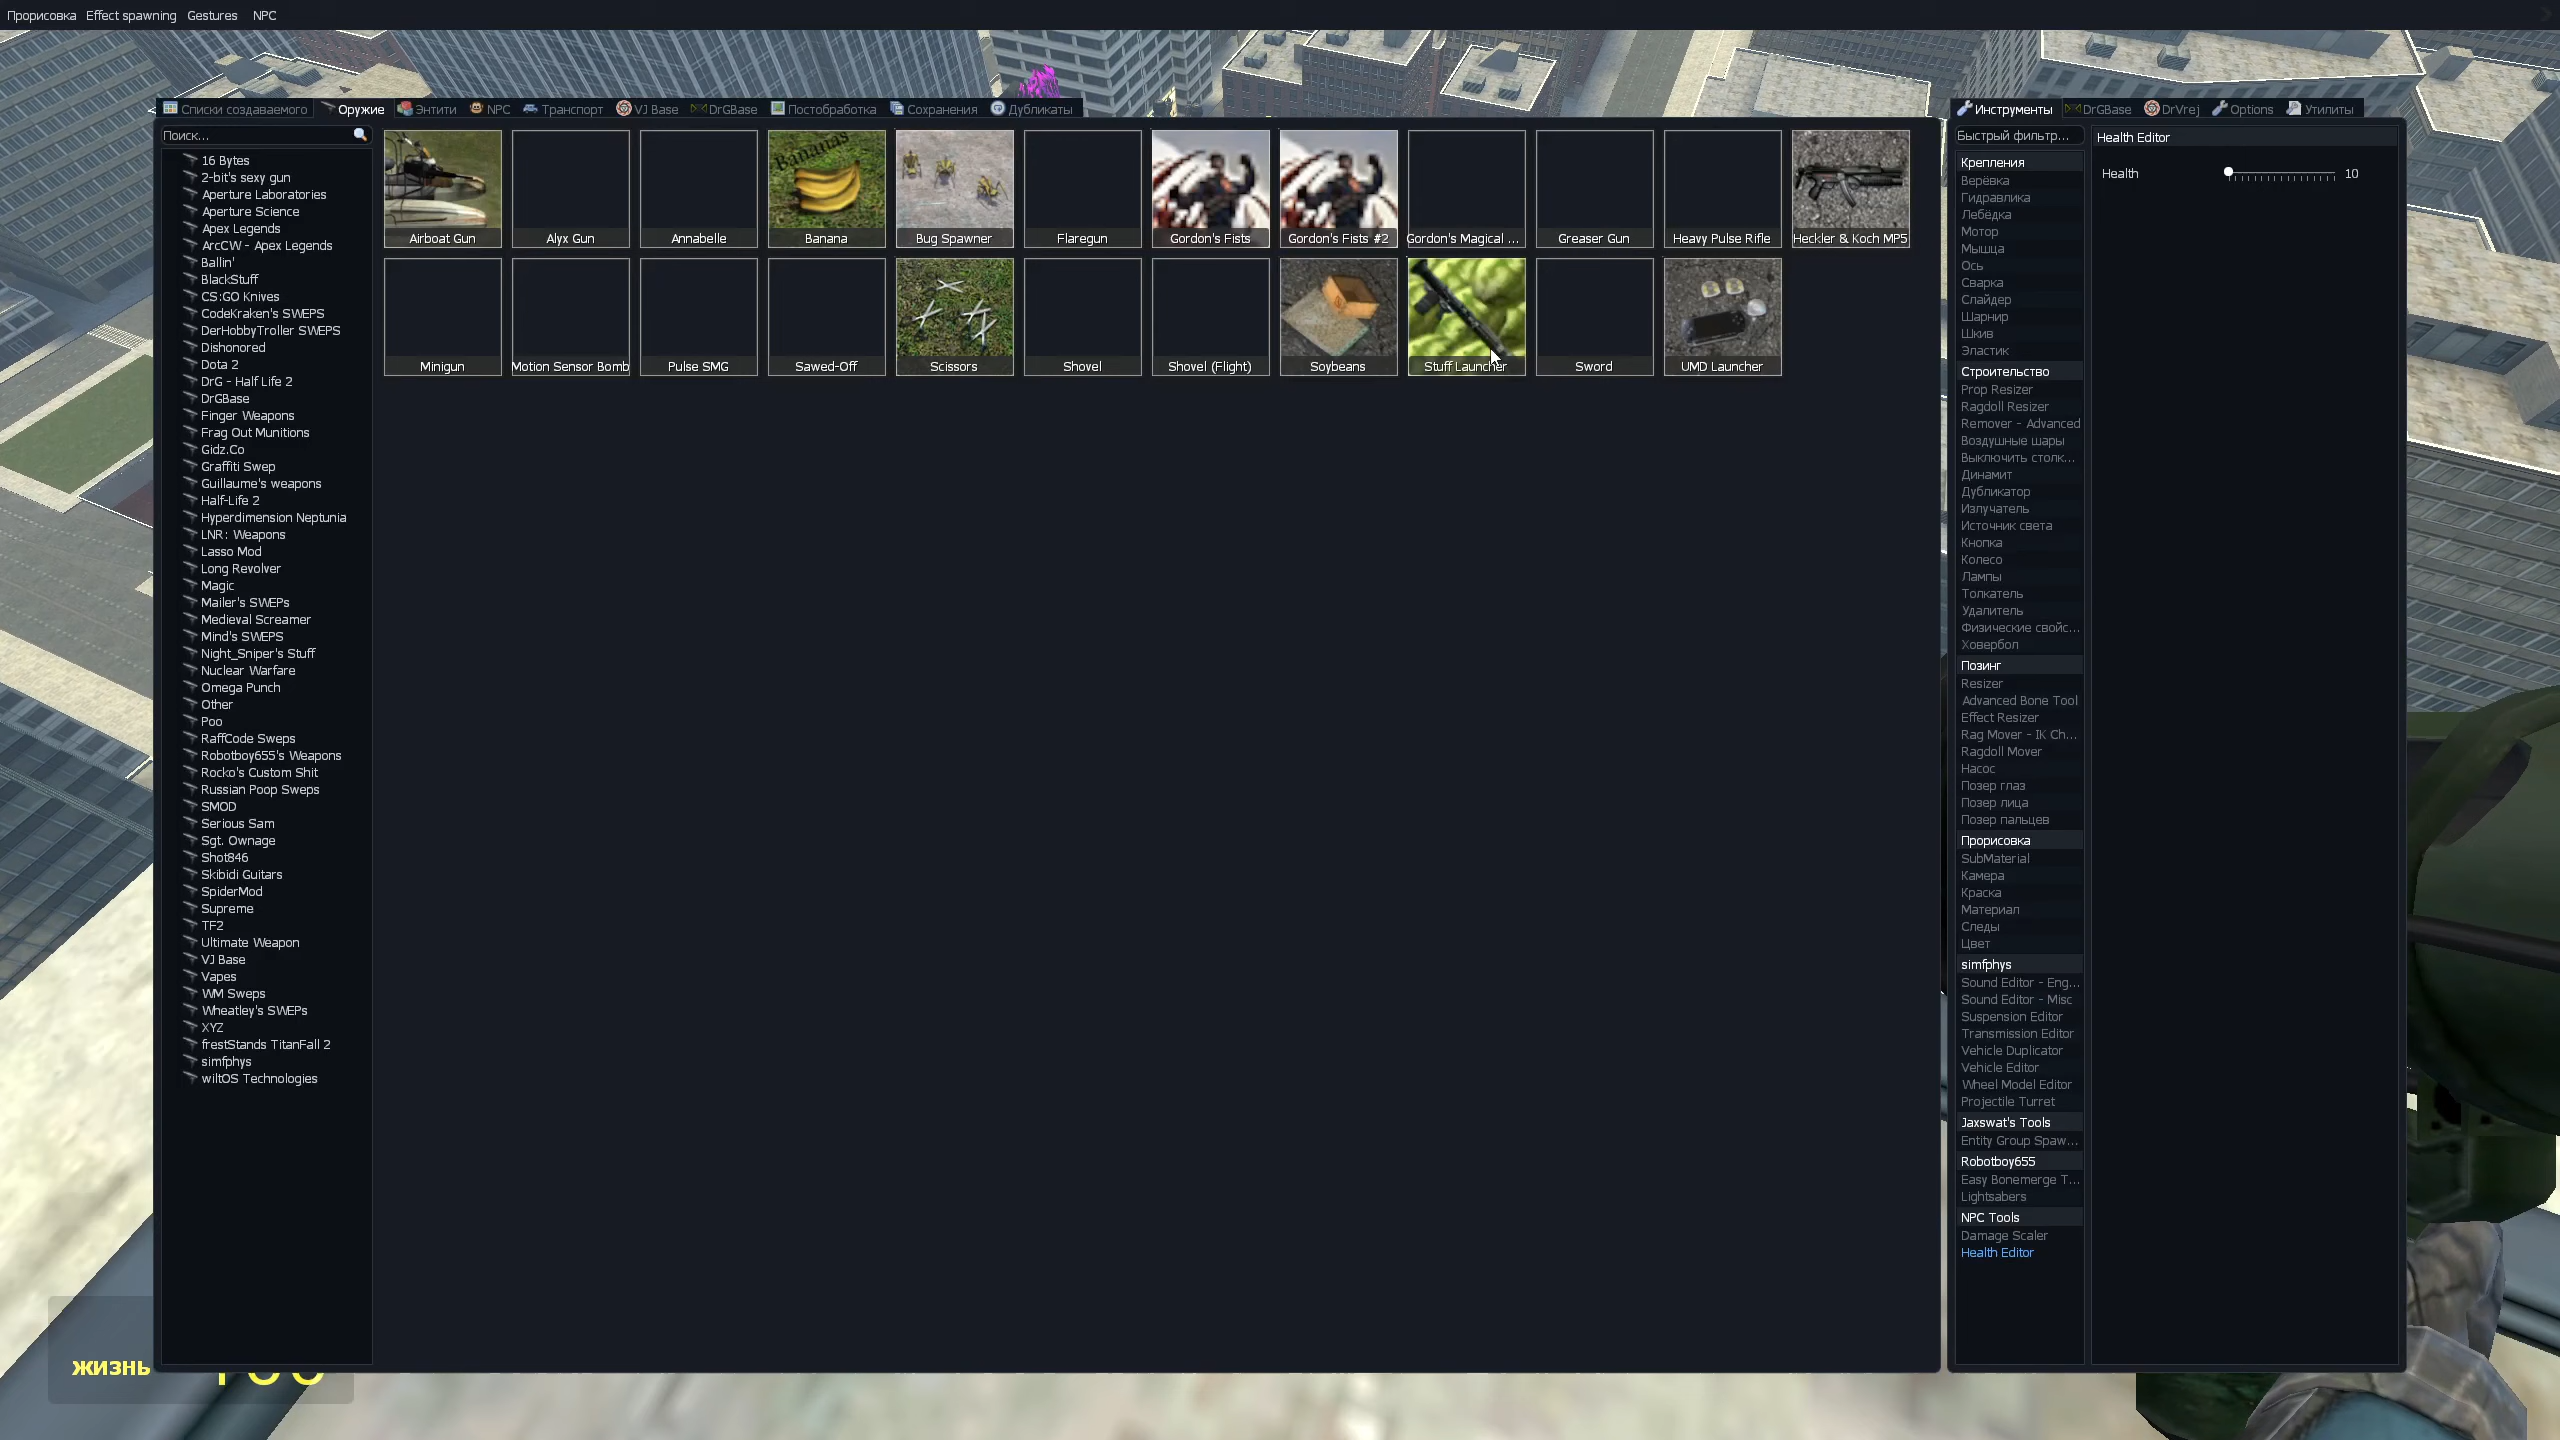 Прорисовка Effect spawning Gestures NPC
Списки создаваемого Оружие Энтити NPC Транспорт VJ Base DrGBase Постобработка Сохранения Дубликаты
Поиск...
16 Bytes
2-bit's sexy gun
Aperture Laboratories
Aperture Science
Apex Legends
ArcCW - Apex Legends
Ballin'
BlackStuff
CS:GO Knives
CodeKraken's SWEPS
DerHobbyTroller SWEPS
Dishonored
Dota 2
DrG - Half Life 2
DrGBase
Finger Weapons
Frag Out Munitions
Gidz.Co
Graffiti Swep
Guillaume's weapons
Half-Life 2
Hyperdimension Neptunia
LNR: Weapons
Lasso Mod
Long Revolver
Magic
Mailer's SWEPs
Medieval Screamer
Mind's SWEPS
Night_Sniper's Stuff
Nuclear Warfare
Omega Punch
Other
Poo
RaffCode Sweps
Robotboy655's Weapons
Rocko's Custom Shit
Russian Poop Sweps
SMOD
Serious Sam
Sgt. Ownage
Shot846
Skibidi Guitars
SpiderMod
Supreme
TF2
Ultimate Weapon
VJ Base
Vapes
WM Sweps
Wheatley's SWEPs
XYZ
frestStands TitanFall 2
simfphys
wiltOS Technologies
Bananas
Airboat Gun Alyx Gun Annabelle Banana Bug Spawner Flaregun Gordon's Fists Gordon's Fists #2 Gordon's Magical ... Greaser Gun Heavy Pulse Rifle Heckler & Koch MP5
Minigun Motion Sensor Bomb Pulse SMG Sawed-Off Scissors Shovel Shovel (Flight) Soybeans Stuff Launcher Sword UMD Launcher
Инструменты DrGBase DrVrej Options Утилиты
Быстрый фильтр...
Крепления
Верёвка
Гидравлика
Лебёдка
Мотор
Мышца
Ось
Сварка
Слайдер
Шарнир
Шкив
Эластик
Строительство
Prop Resizer
Ragdoll Resizer
Remover - Advanced
Воздушные шары
Выключить столк...
Динамит
Дубликатор
Излучатель
Источник света
Кнопка
Колесо
Лампы
Толкатель
Удалитель
Физические свойс...
Ховербол
Позинг
Resizer
Advanced Bone Tool
Effect Resizer
Rag Mover - IK Ch...
Ragdoll Mover
Насос
Позер глаз
Позер лица
Позер пальцев
Прорисовка
SubMaterial
Камера
Краска
Материал
Следы
Цвет
simfphys
Sound Editor - Eng...
Sound Editor - Misc
Suspension Editor
Transmission Editor
Vehicle Duplicator
Vehicle Editor
Wheel Model Editor
Projectile Turret
Jaxswat's Tools
Entity Group Spaw...
Robotboy655
Easy Bonemerge T...
Lightsabers
NPC Tools
Damage Scaler
Health Editor
Health Editor
Health 10
ЖИЗНЬ